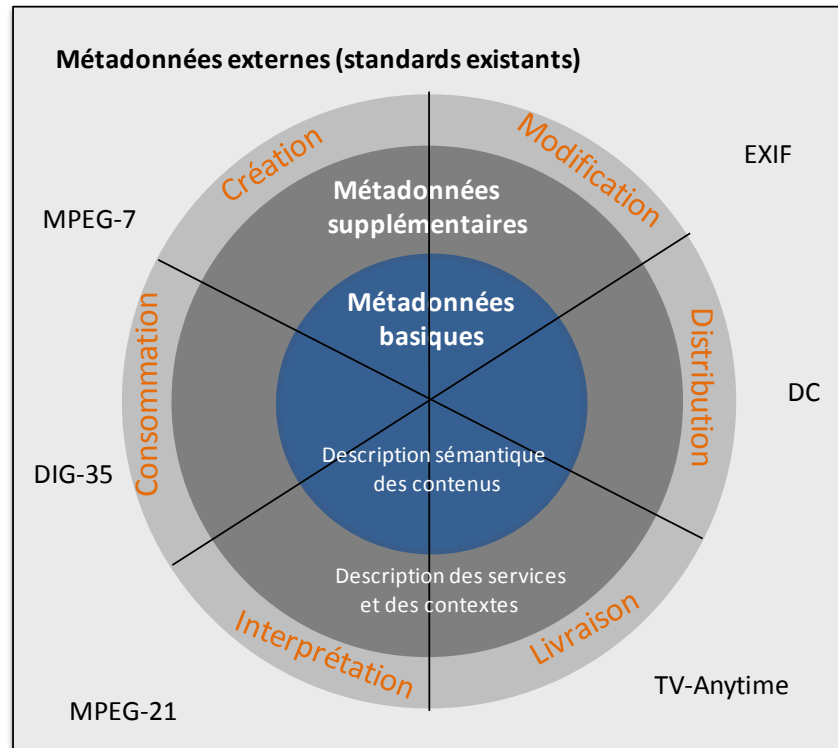 Métadonnées externes (standards existants)
Création
Modification
EXIF
Métadonnées
supplémentaires
MPEG-7
Métadonnées
basiques
Consommation
Distribution
DC
DIG-35
Description sémantique
des contenus
Description des services
et des contextes
Interprétation
Livraison
TV-Anytime
MPEG-21